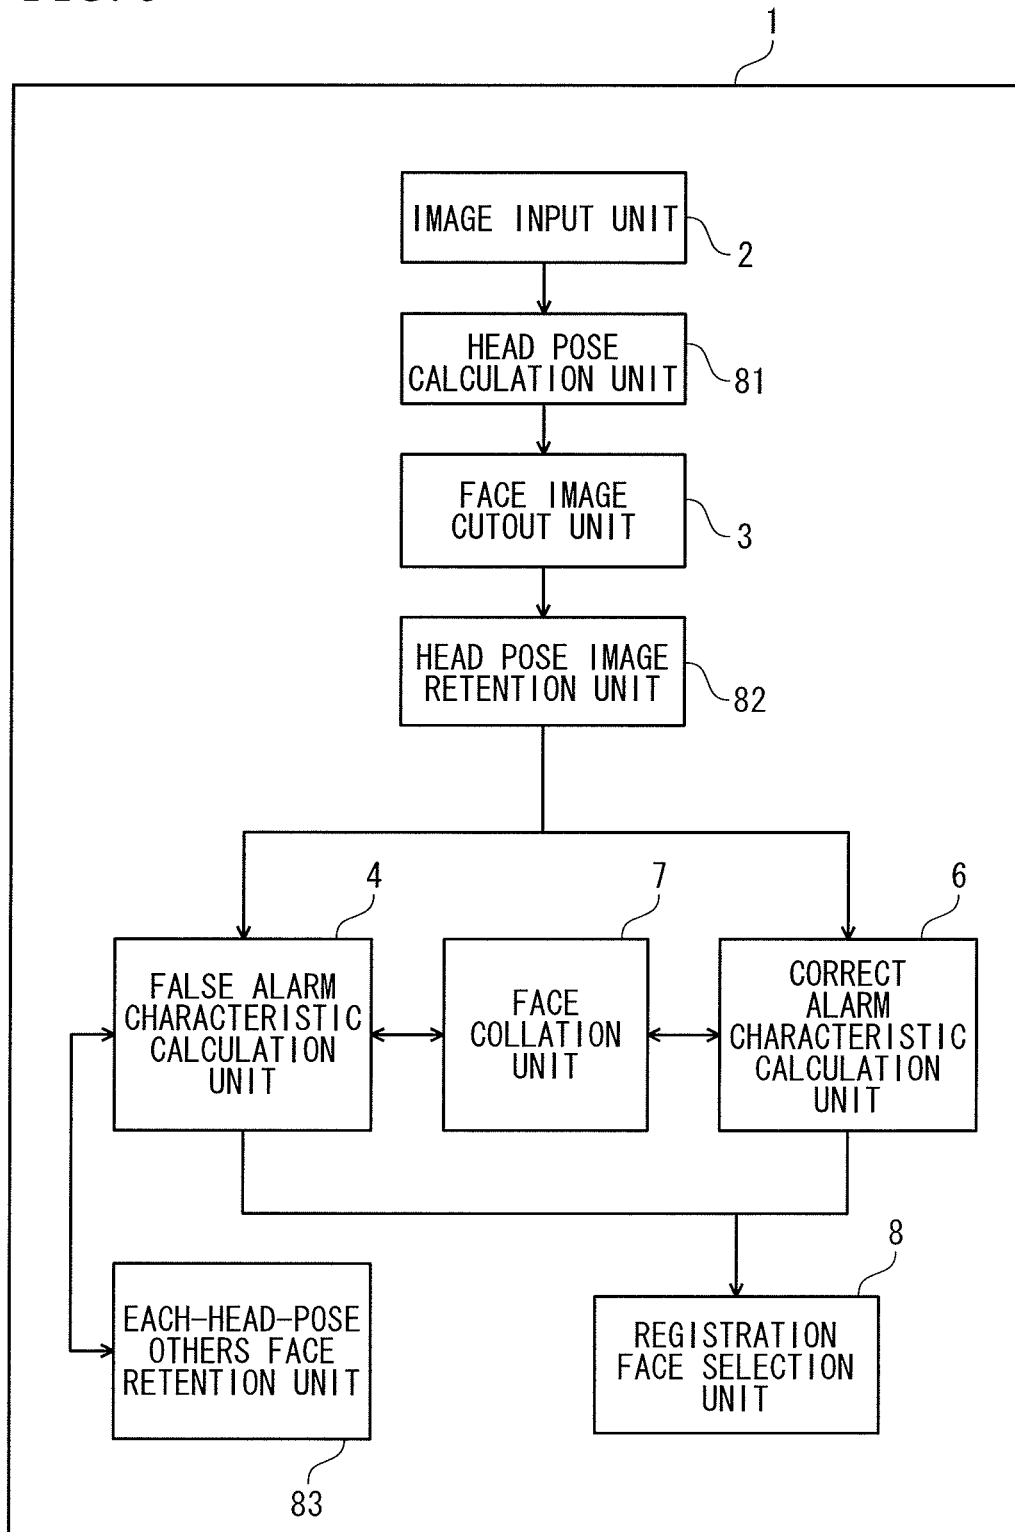 1
IMAGE INPUT UNIT
2
HEAD POSE
CALCULATION UNIT
81
FACE IMAGE
CUTOUT UNIT
3
HEAD POSE IMAGE
RETENTION UNIT
82
4
FALSE ALARM
CHARACTERISTIC
CALCULATION
UNIT
7
FACE
COLLATION
UNIT
6
CORRECT
ALARM
CHARACTERISTIC
CALCULATION
UNIT
EACH-HEAD-POSE
OTHERS FACE
RETENTION UNIT
83
8
REGISTRATION
FACE SELECTION
UNIT